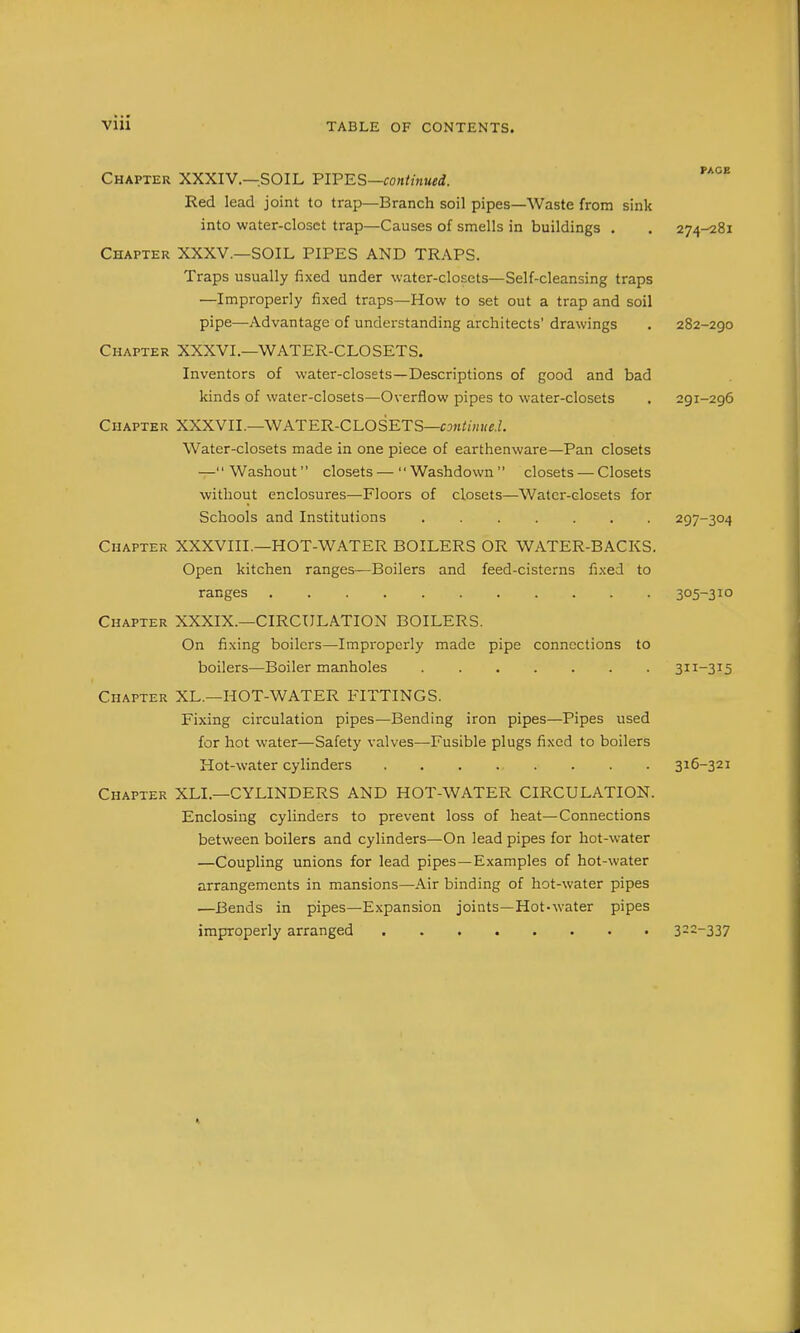 viii
TABLE OF CONTENTS.
PAGE
Chapter XXXIV.—SOIL PIPES—continued.
Red lead joint to trap—Branch soil pipes—Waste from sink
into water-closet trap—Causes of smells in buildings . . 274-281
Chapter XXXV.—SOIL PIPES AND TRAPS.
Traps usually fixed under water-closets—Self-cleansing traps
—Improperly fixed traps—How to set out a trap and soil
pipe—Advantage of understanding architects' drawings . 282-290
Chapter XXXVI.—WATER-CLOSETS.
Inventors of water-closets—Descriptions of good and bad
kinds of water-closets—Overflow pipes to water-closets . 291-296
Chapter XXXVII.—WATER-CLOSETS—continued.
Water-closets made in one piece of earthenware—Pan closets
—"Washout" closets—"Washdown" closets—Closets
without enclosures—Floors of closets—Water-closets for
Schools and Institutions . . . . . . . 297-304
Chapter XXXVIII.—HOT-WATER BOILERS OR WATER-BACKS.
Open kitchen ranges—Boilers and feed-cisterns fixed to
ranges . . . . . . . . . . . 305-310
Chapter XXXIX.—CIRCULATION BOILERS.
On fixing boilers—Improperly made pipe connections to
boilers—Boiler manholes . . . . . . . 311-315
Chapter XL.—HOT-WATER FITTINGS.
Fixing circulation pipes—Bending iron pipes—Pipes used
for hot water—Safety valves—Fusible plugs fixed to boilers
Hot-water cylinders . . . . . . . . 316-321
Chapter XLI.—CYLINDERS AND HOT-WATER CIRCULATION.
Enclosing cylinders to prevent loss of heat—Connections
between boilers and cylinders—On lead pipes for hot-water
—Coupling unions for lead pipes—Examples of hot-water
arrangements in mansions—Air binding of hot-water pipes
—Bends in pipes—Expansion joints—Hot-water pipes
improperly arranged . . . . . . . . 322-337